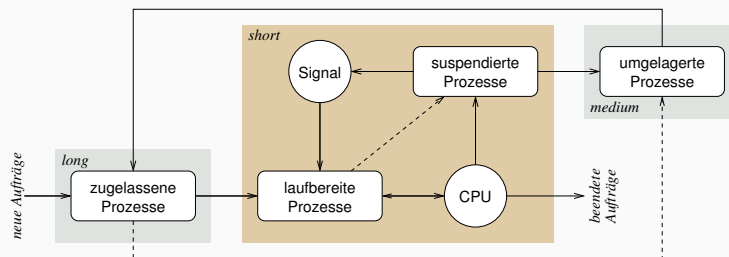 short
Signal
suspendierte
Prozesse
umgelagerte
Prozesse
medium
neue Aufträge
long
zugelassene
Prozesse
laufbereite
Prozesse
CPU
beendete
Aufträge